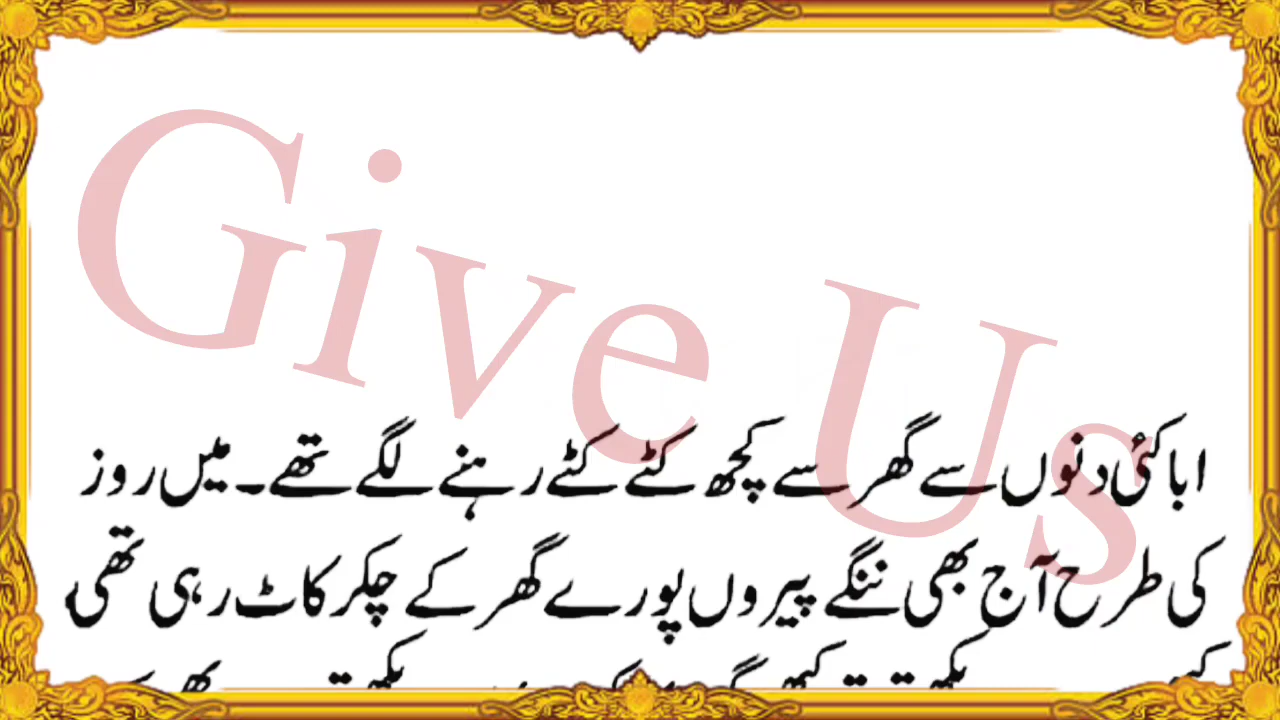 Give Us
ابا کئی دنوں سے گھر سے کچھ کٹے کٹے رہنے لگے تھے۔ میں روز
کی طرح آج بھی ننگے پیروں پورے گھر کے چکر کاٹ رہی تھی